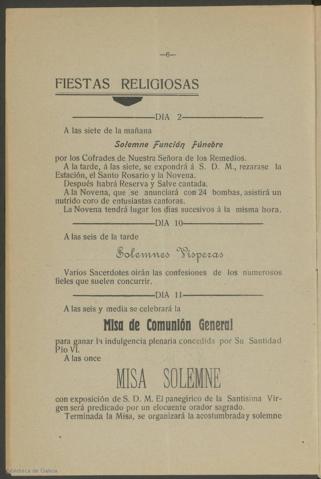 —6—
FIESTAS RELIGIOSAS
DIA 2
A las siete de la mañana
Solemne Función Fúnebre
por los Cofrades de Nuestra Señora de los Remedios.
A la tarde, á las siete, se expondrá á S. D. M., rezarase la
Estación, el Santo Rosario y la Novena.
Después habrá Reserva y Salve cantada.
A la Novena, que se anunciará con 24 bombas, asistirá un
nutrido coro de entusiastas cantoras.
La Novena tendrá lugar los días sucesivos á la misma hora.
DIA 10
A las seis de la tarde
Solemnes Vísperas
Varios Sacerdotes oirán las confesiones de los numerosos
fieles que suelen concurrir.
DIA 11
A las seis y media se celebrará la
Misa de Comunión General
para ganar la indulgencia plenaria concedida por Su Santidad
Pío VI.
A las once
MISA SOLEMNE
con exposición de S. D. M. El panegírico de la Santísima Vir-
gen será predicado por un elocuente orador sagrado.
Terminada la Misa, se organizará la acostumbrada y solemne
Biblioteca de Galicia